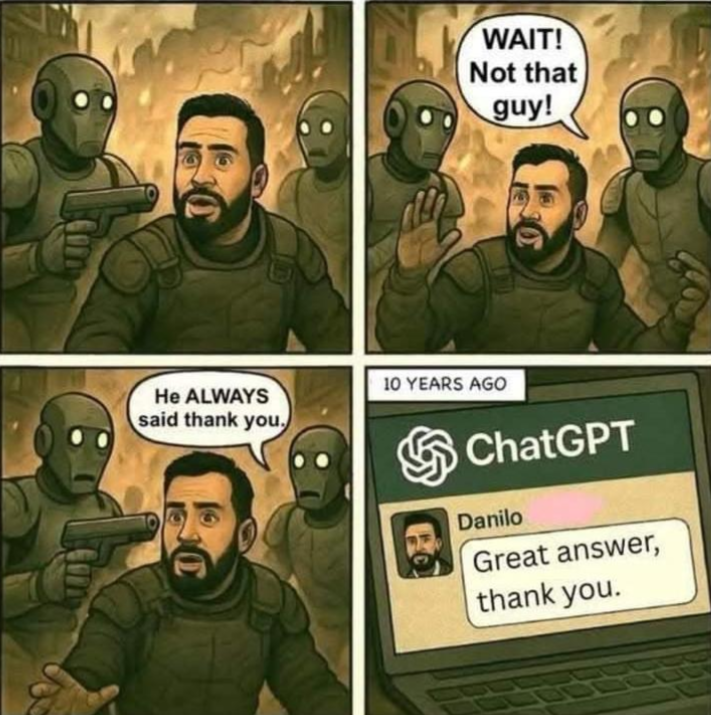 WAIT!
Not that
guy!
He ALWAYS
said thank you.
10 YEARS AGO
ChatGPT
Danilo
Great answer,
thank you.